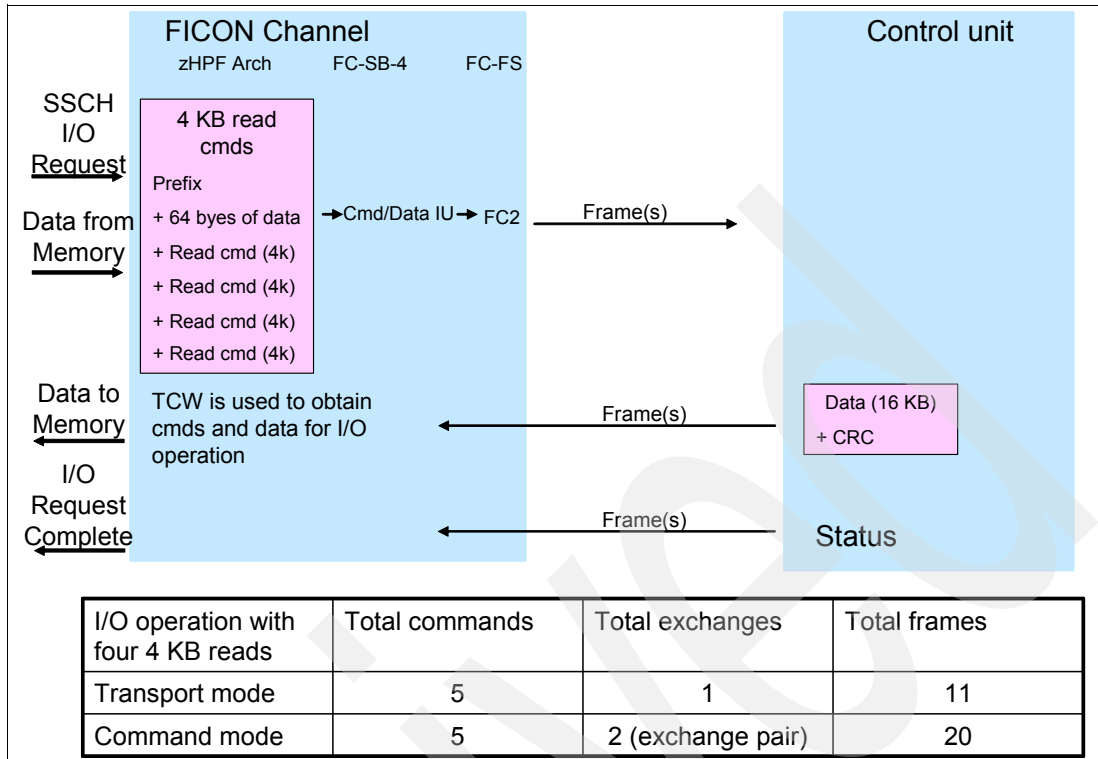 FICON Channel
Control unit
zHPF Arch
FC-SB-4
FC-FS
SSCH
I/O
Request
Data from
Memory
4 KB read
cmds
Prefix
+ 64 byes of data
+ Read cmd (4k)
+ Read cmd (4k)
+ Read cmd (4k)
+ Read cmd (4k)
Cmd/Data IU
FC2
Frame(s)
Data to
Memory
TCW is used to obtain
cmds and data for I/O
operation
Frame(s)
Data (16 KB)
+ CRC
I/O
Request
Complete
Frame(s)
Status
I/O operation with
four 4 KB reads
Total commands
Total exchanges
Total frames
Transport mode
5
1
11
Command mode
5
2 (exchange pair)
20